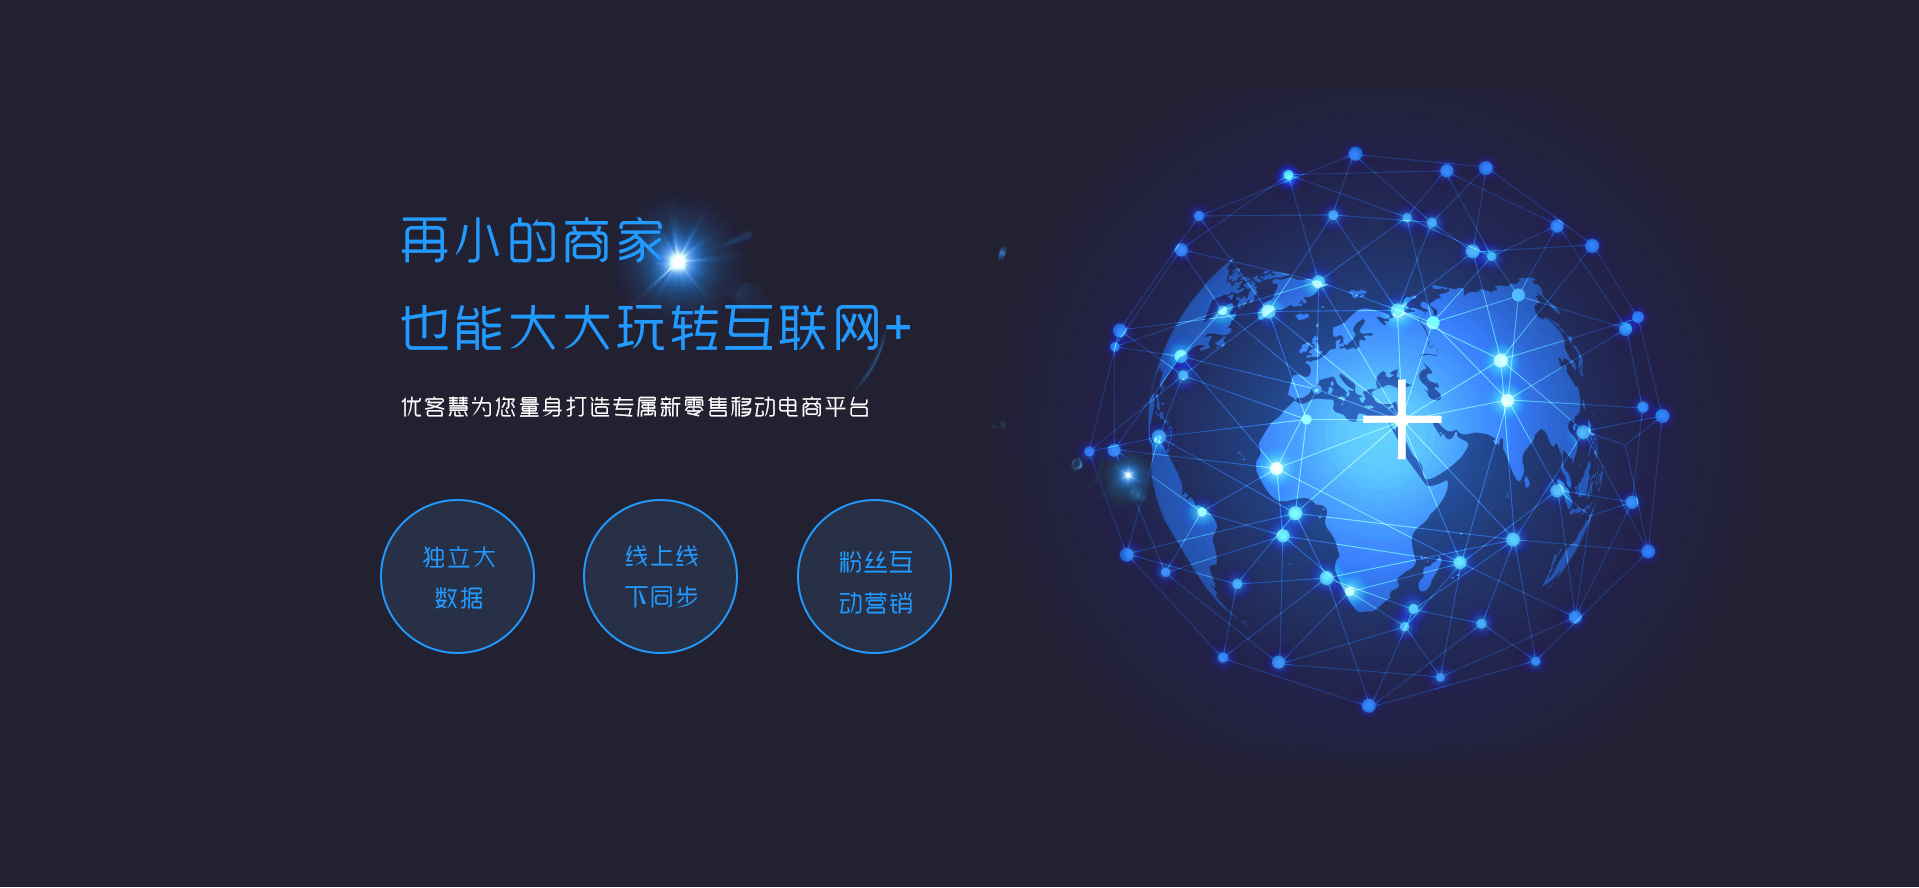 再小的商家
也能大大玩转互联网+
优客慧为您量身打造专属新零售移动电商平台
独立大
数据
线上线
下同步
粉丝互
动营销